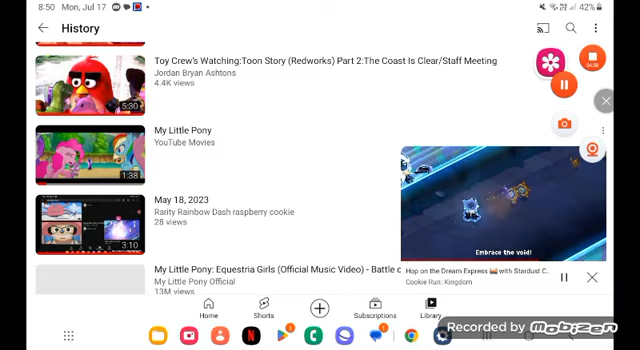 8:50 Mon, Jul 17
42%
History
Toy Crew's Watching:Toon Story (Redworks) Part 2:The Coast Is Clear/Staff Meeting
Jordan Bryan Ashtons
4.4K views
5:30
My Little Pony
YouTube Movies
1:38
May 18, 2023
Rarity Rainbow Dash raspberry cookie
28 views
3:10
My Little Pony: Equestria Girls (Official Music Video) - Battle o
My Little Pony Official
13M views
Embrace the void!
Hop on the Dream Express with Stardust C.
Cookie Run: Kingdom
Home
Shorts
Subscriptions
Library
Recorded by Mobizen